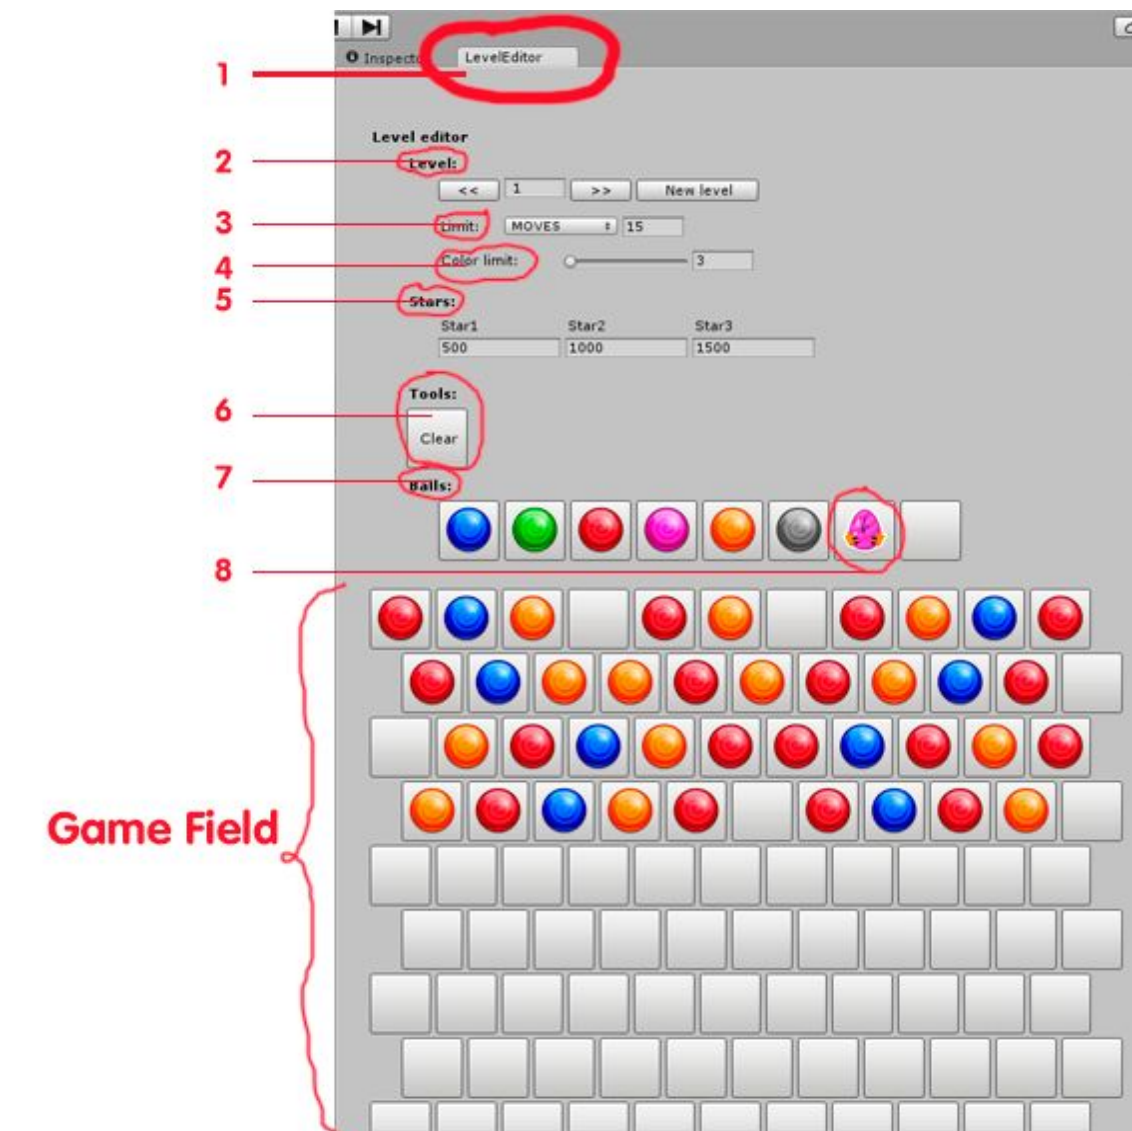 Inspecto LevelEditor
1
Level editor
2 Level:
<< 1 >> New level
3 Limit: MOVES 15
4 Color limit: 3
5 Stars:
Star1 Star2 Star3
500 1000 1500
6 Tools:
Clear
7 Balls:
8
Game Field